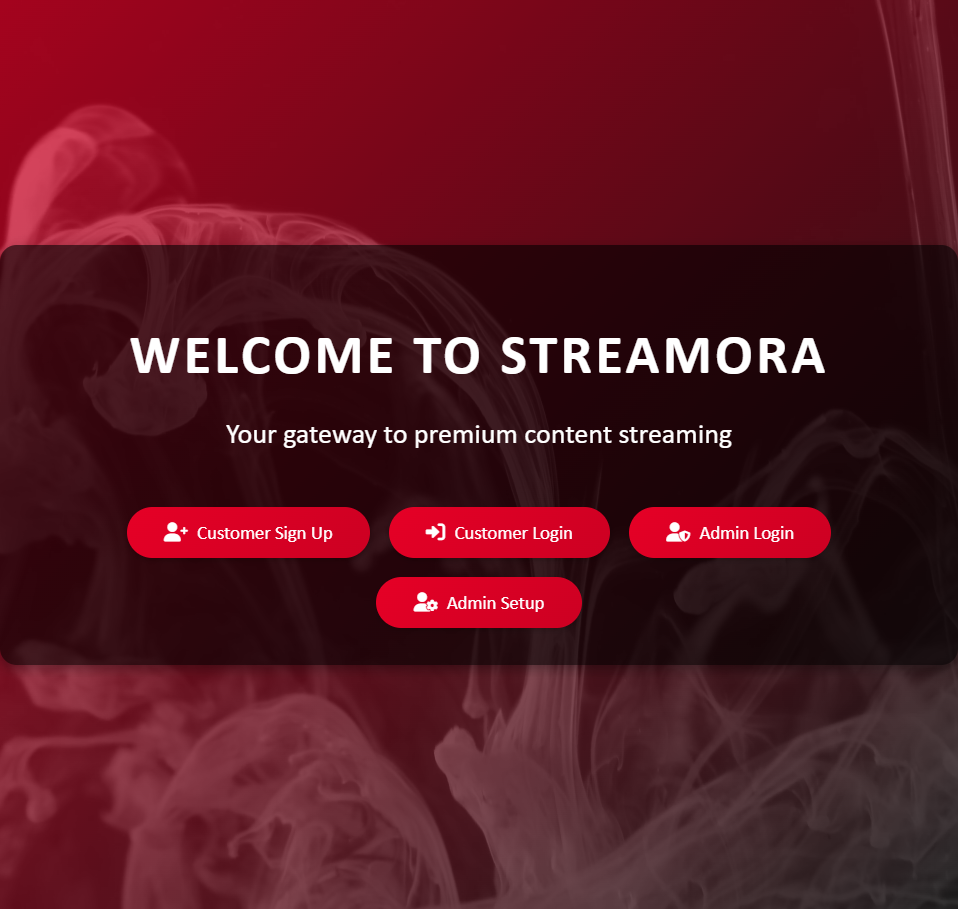 WELCOME TO STREAMORA
Your gateway to premium content streaming
Customer Sign Up
Customer Login
Admin Login
Admin Setup